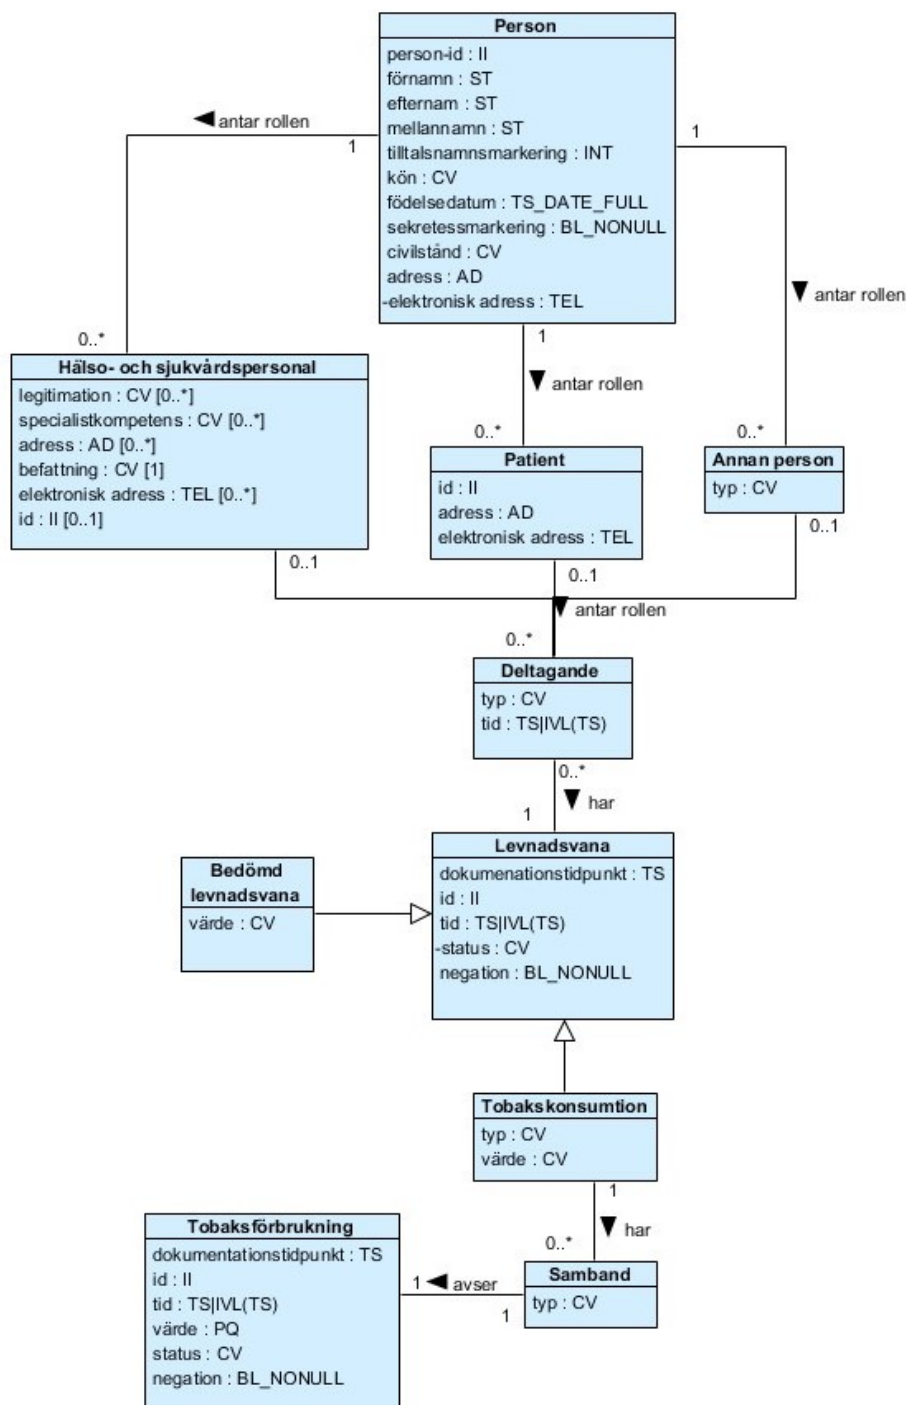 Person
person-id : II
förnamn : ST
efternam : ST
mellannamn : ST
tilltalsnamnsmarkering : INT
kön : CV
födelsedatum : TS_DATE_FULL
sekretessmarkering : BL_NONULL
civilstånd : CV
adress : AD
-elektronisk adress : TEL
antar rollen
1
0..*
1
antar rollen
0..*
1
antar rollen
0..*
Hälso- och sjukvårdspersonal
legitimation : CV [0..*]
specialistkompetens : CV [0..*]
adress : AD [0..*]
befattning : CV [1]
elektronisk adress : TEL [0..*]
id : II [0..1]
0..1
Patient
id : II
adress : AD
elektronisk adress : TEL
0..1
Annan person
typ : CV
0..1
antar rollen
0..*
Deltagande
typ : CV
tid : TS|IVL(TS)
0..*
har
1
Levnadsvana
dokumenationstidpunkt : TS
id : II
tid : TS|IVL(TS)
-status : CV
negation : BL_NONULL
Bedömd
levnadsvana
värde : CV
Tobakskonsumtion
typ : CV
värde : CV
1
har
0..*
Samband
typ : CV
1
avser
1
Tobaksförbrukning
dokumentationstidpunkt : TS
id : II
tid : TS|IVL(TS)
värde : PQ
status : CV
negation : BL_NONULL